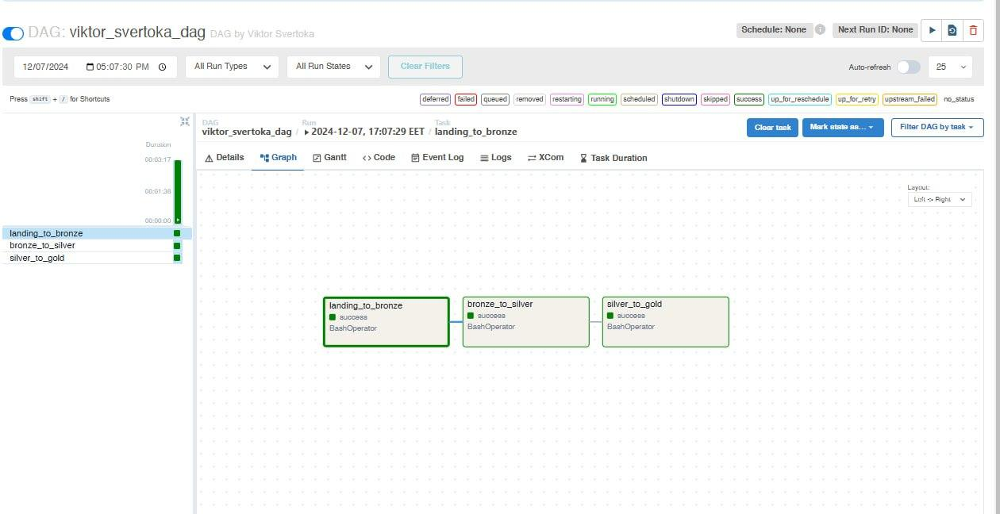 DAG: viktor_svertoka_dag DAG by Viktor Svertoka
Schedule: None i Next Run ID: None
12/07/2024 05:07:30 PM All Run Types All Run States Clear Filters Auto-refresh 25
Press shift + / for Shortcuts
deferred failed queued removed restarting running scheduled shutdown skipped success up_for_reschedule up_for_retry upstream_failed no_status
DAG Run Task
viktor_svertoka_dag / 2024-12-07, 17:07:29 EET / landing_to_bronze
Clear task Mark state as... Filter DAG by task
Duration
00:03:17
00:01:38
00:00:00
landing_to_bronze
bronze_to_silver
silver_to_gold
Details Graph Gantt Code Event Log Logs XCom Task Duration
Layout:
Left -> Right
landing_to_bronze
success
BashOperator
bronze_to_silver
success
BashOperator
silver_to_gold
success
BashOperator